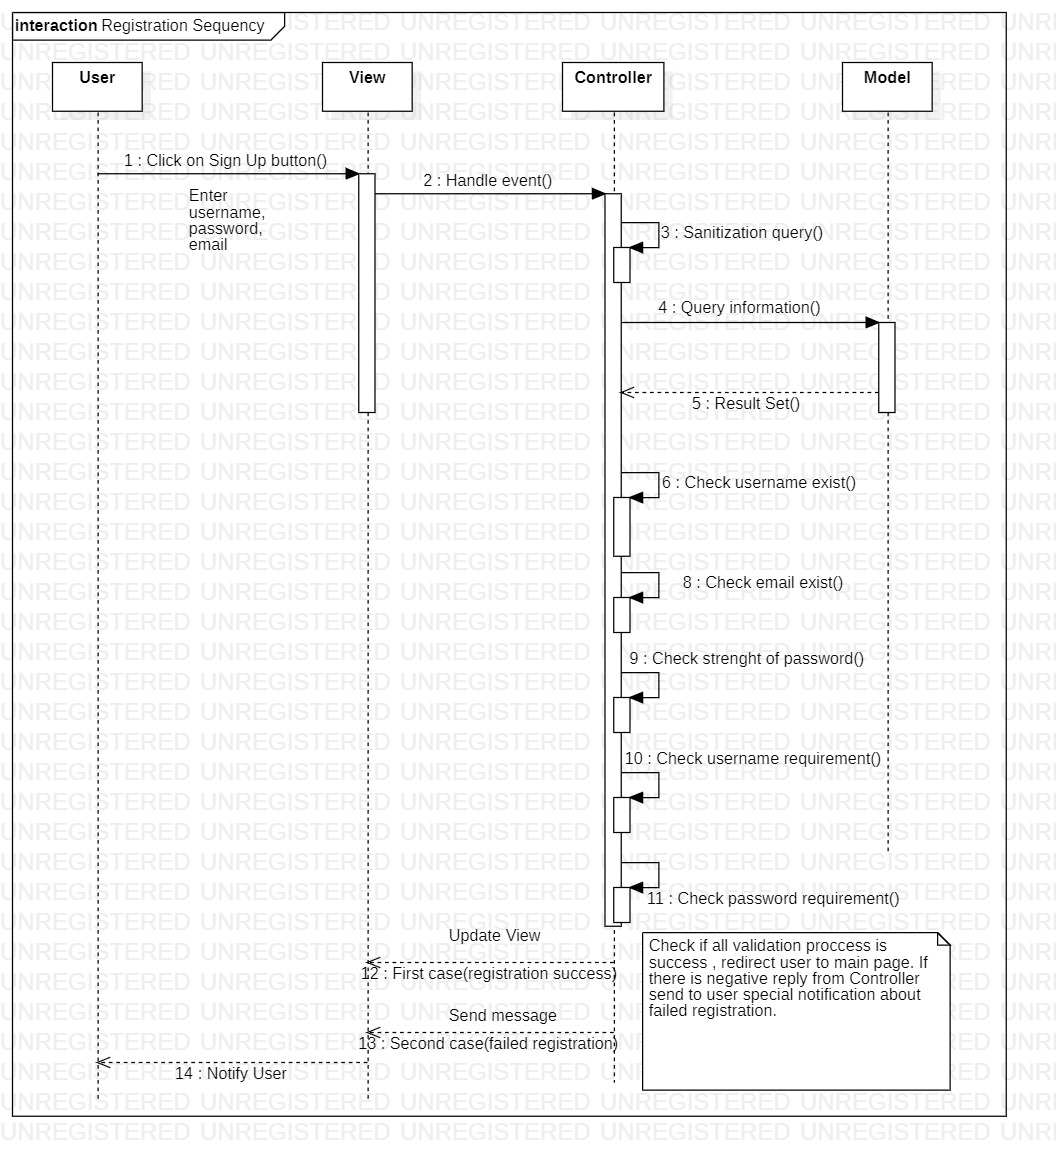 interaction Registration Sequency
User
View
Controller
Model
1 : Click on Sign Up button()
2 : Handle event()
Enter
username,
password,
email
3 : Sanitization query()
4 : Query information()
5 : Result Set()
6 : Check username exist()
8 : Check email exist()
9 : Check strenght of password()
10 : Check username requirement()
11 : Check password requirement()
Update View
12 : First case(registration success)
Send message
13 : Second case(failed registration)
14 : Notify User
Check if all validation proccess is
success , redirect user to main page. If
there is negative reply from Controller
send to user special notification about
failed registration.
UNREGISTERED